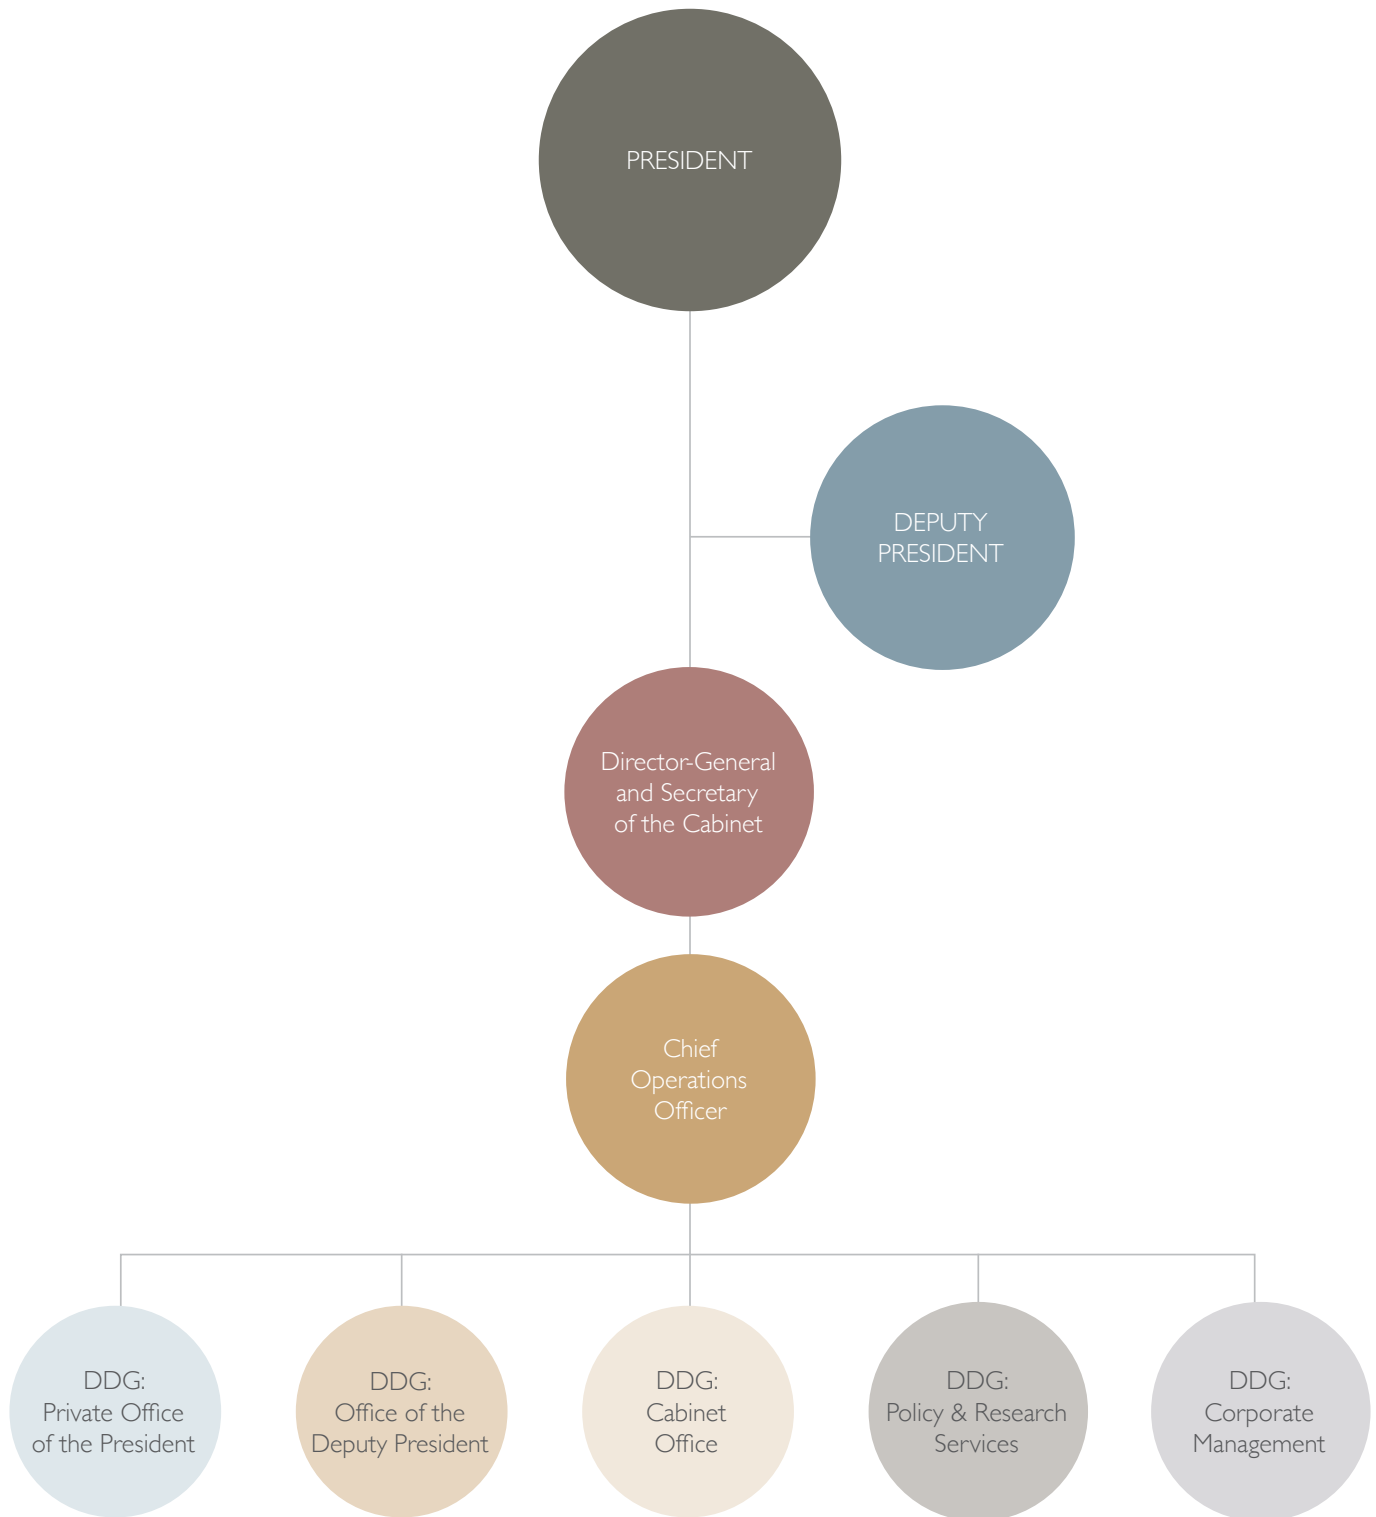 PRESIDENT
DEPUTY
PRESIDENT
Director-General
and Secretary
of the Cabinet
Chief
Operations
Officer
DDG:
Private Office
of the President
DDG:
Office of the
Deputy President
DDG:
Cabinet
Office
DDG:
Policy & Research
Services
DDG:
Corporate
Management